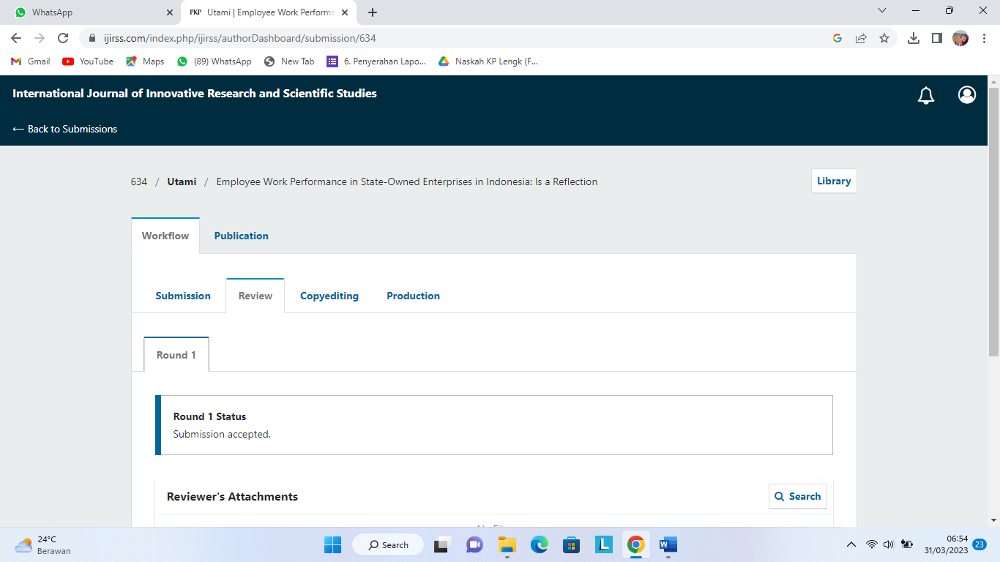 WhatsApp
PKP Utami | Employee Work Performa
ijirss.com/index.php/ijirss/authorDashboard/submission/634
Gmail
YouTube
Maps
(89) WhatsApp
New Tab
6. Penyerahan Lapo...
Naskah KP Lengk (F...
International Journal of Innovative Research and Scientific Studies
← Back to Submissions
634 / Utami / Employee Work Performance in State-Owned Enterprises in Indonesia: Is a Reflection
Library
Workflow
Publication
Submission
Review
Copyediting
Production
Round 1
Round 1 Status
Submission accepted.
Reviewer's Attachments
Search
24°C
Berawan
Search
06:54
31/03/2023
23